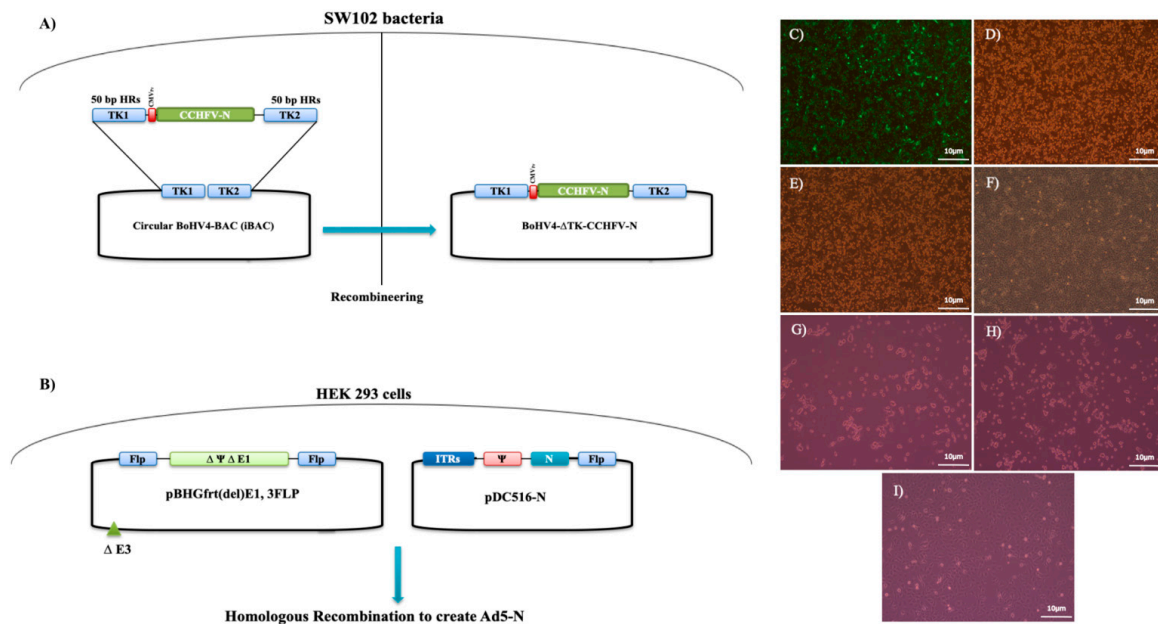 SW102 bacteria
A)
50 bp HRs
50 bp HRs
CMVte
TK1
CCHFV-N
TK2
TK1
TK2
Circular BoHV4-BAC (iBAC)
TK1
CCHFV-N
TK2
BoHV4-ΔTK-CCHFV-N
Recombineering
B)
HEK 293 cells
Flp
Δ Ψ Δ E1
Flp
pBHGfrt(del)E1, 3FLP
Δ E3
ITRs
Ψ
N
Flp
pDC516-N
Homologous Recombination to create Ad5-N
C)
10μm
D)
10μm
E)
10μm
F)
10μm
G)
10μm
H)
10μm
I)
10μm